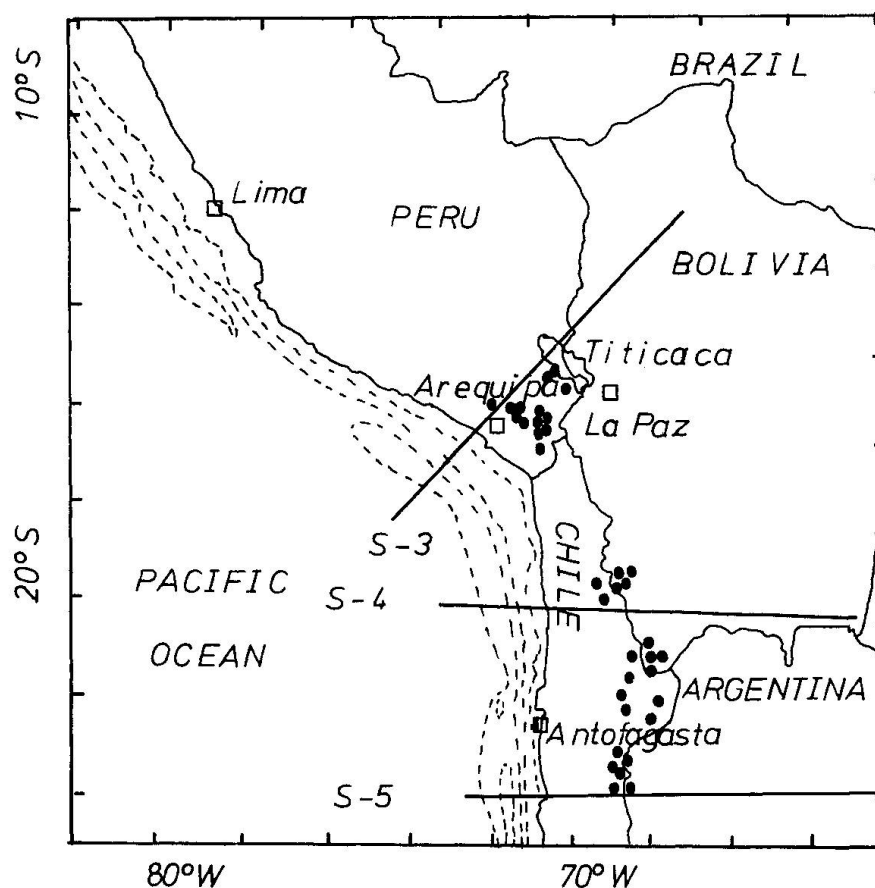 10°S
BRAZIL
Lima
PERU
BOLIVIA
Titicaca
Arequipa
La Paz
S-3
CHILE
20°S
PACIFIC
S-4
OCEAN
ARGENTINA
Antofagasta
S-5
80°W
70°W